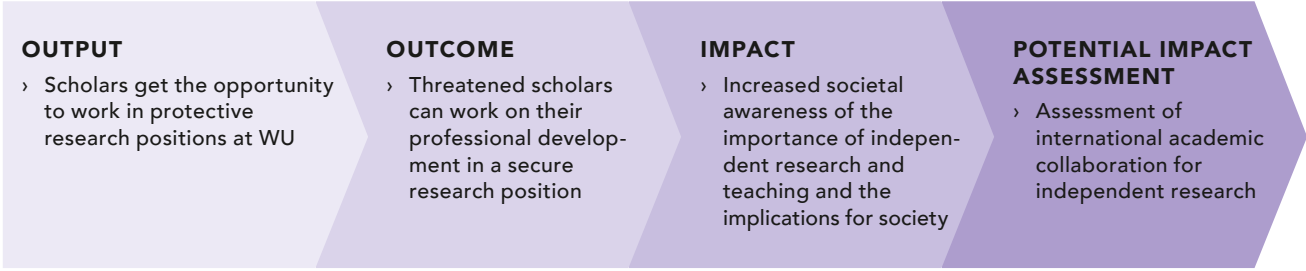 OUTPUT
› Scholars get the opportunity
to work in protective
research positions at WU
OUTCOME
› Threatened scholars
can work on their
professional develop-
ment in a secure
research position
IMPACT
› Increased societal
awareness of the
importance of indepen-
dent research and
teaching and the
implications for society
POTENTIAL IMPACT
ASSESSMENT
› Assessment of
international academic
collaboration for
independent research